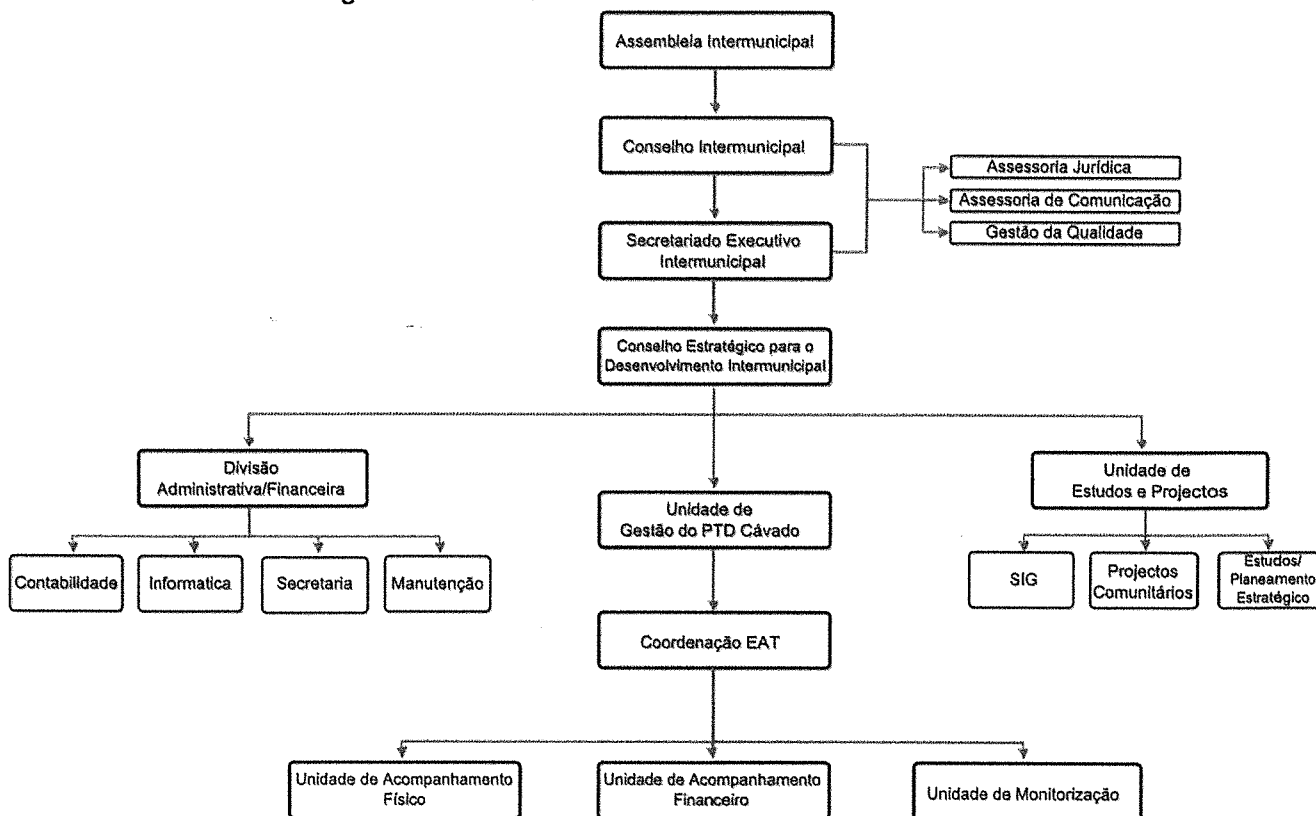 Assembleia Intermunicipal
Conselho Intermunicipal
Assessoria Jurídica
Assessoria de Comunicação
Gestão da Qualidade
Secretariado Executivo
Intermunicipal
Conselho Estratégico para o
Desenvolvimento Intermunicipal
Divisão
Administrativa/Financeira
Unidade de
Gestão do PTD Cávado
Unidade de
Estudos e Projectos
Contabilidade
Informatica
Secretaria
Manutenção
SIG
Projectos
Comunitários
Estudos/
Planeamento
Estratégico
Coordenação EAT
Unidade de Acompanhamento
Físico
Unidade de Acompanhamento
Financeiro
Unidade de Monitorização